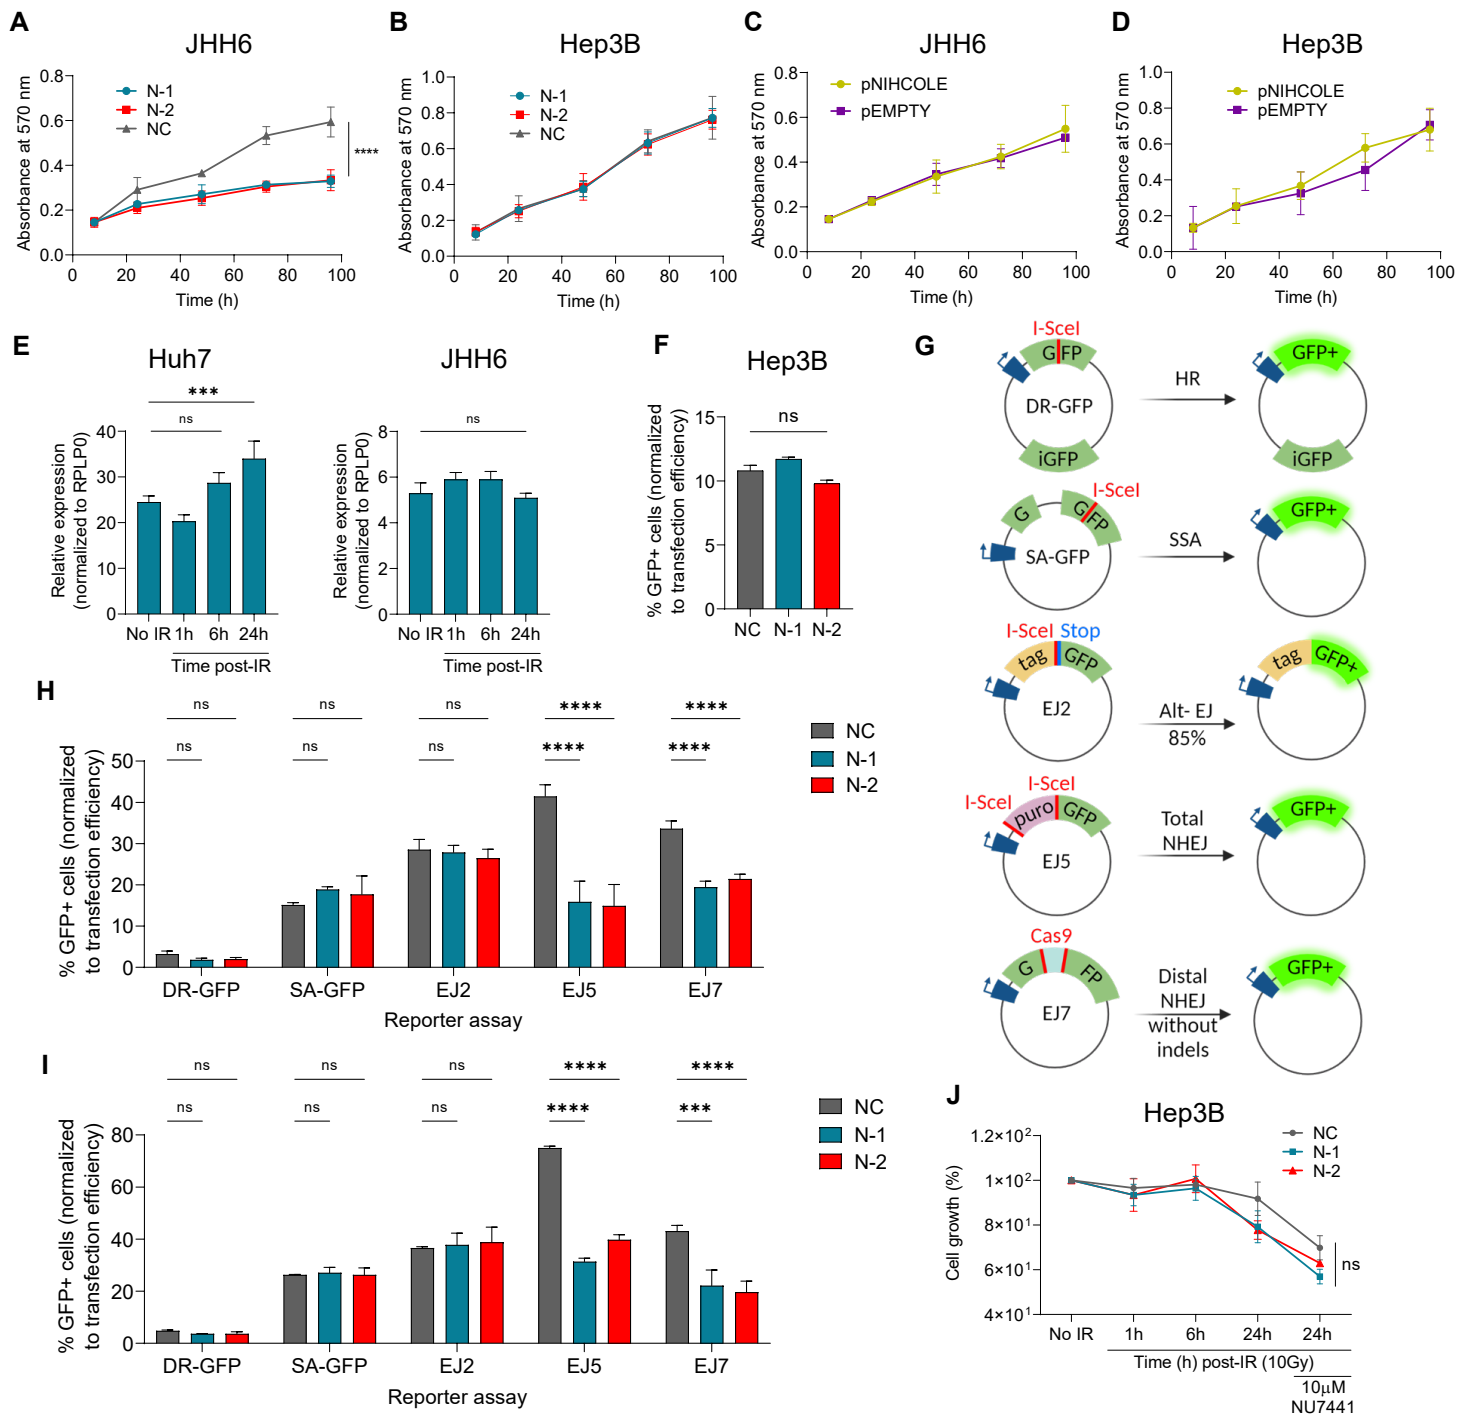 A
JHH6
Absorbance at 570 nm
0.8
0.6
0.4
0.2
0.0
N-1
N-2
NC
****
0 20 40 60 80 100
Time (h)
B
Hep3B
Absorbance at 570 nm
1.0
0.8
0.6
0.4
0.2
0.0
N-1
N-2
NC
0 20 40 60 80 100
Time (h)
C
JHH6
Absorbance at 570 nm
0.8
0.6
0.4
0.2
0.0
pNIHCOLE
pEMPTY
0 20 40 60 80 100
Time (h)
D
Hep3B
Absorbance at 570 nm
1.0
0.8
0.6
0.4
0.2
0.0
pNIHCOLE
pEMPTY
0 20 40 60 80 100
Time (h)
E
Huh7
Relative expression
(normalized to RPLP0)
40
30
20
10
0
***
ns
No IR 1h 6h 24h
Time post-IR
JHH6
Relative expression
(normalized to RPLP0)
8
6
4
2
0
ns
No IR 1h 6h 24h
Time post-IR
F
Hep3B
% GFP+ cells (normalized
to transfection efficiency)
15
10
5
0
ns
NC N-1 N-2
G
I-SceI
G FP
DR-GFP
iGFP
HR
GFP+
iGFP
I-SceI
G
G FP
SA-GFP
SSA
GFP+
I-SceI Stop
tag GFP
EJ2
Alt- EJ
85%
tag GFP+
I-SceI
I-SceI
puro GFP
EJ5
Total
NHEJ
GFP+
Cas9
G FP
EJ7
Distal
NHEJ
without
indels
GFP+
H
% GFP+ cells (normalized
to transfection efficiency)
50
40
30
20
10
0
ns ns ns **** ****
ns ns ns **** ****
NC
N-1
N-2
DR-GFP SA-GFP EJ2 EJ5 EJ7
Reporter assay
I
% GFP+ cells (normalized
to transfection efficiency)
80
60
40
20
0
ns ns ns **** ****
ns ns ns **** ***
NC
N-1
N-2
DR-GFP SA-GFP EJ2 EJ5 EJ7
Reporter assay
J
Hep3B
Cell growth (%)
1.2×10²
1×10²
8×10¹
6×10¹
4×10¹
NC
N-1
N-2
ns
No IR 1h 6h 24h 24h
Time (h) post-IR (10Gy)
10µM
NU7441